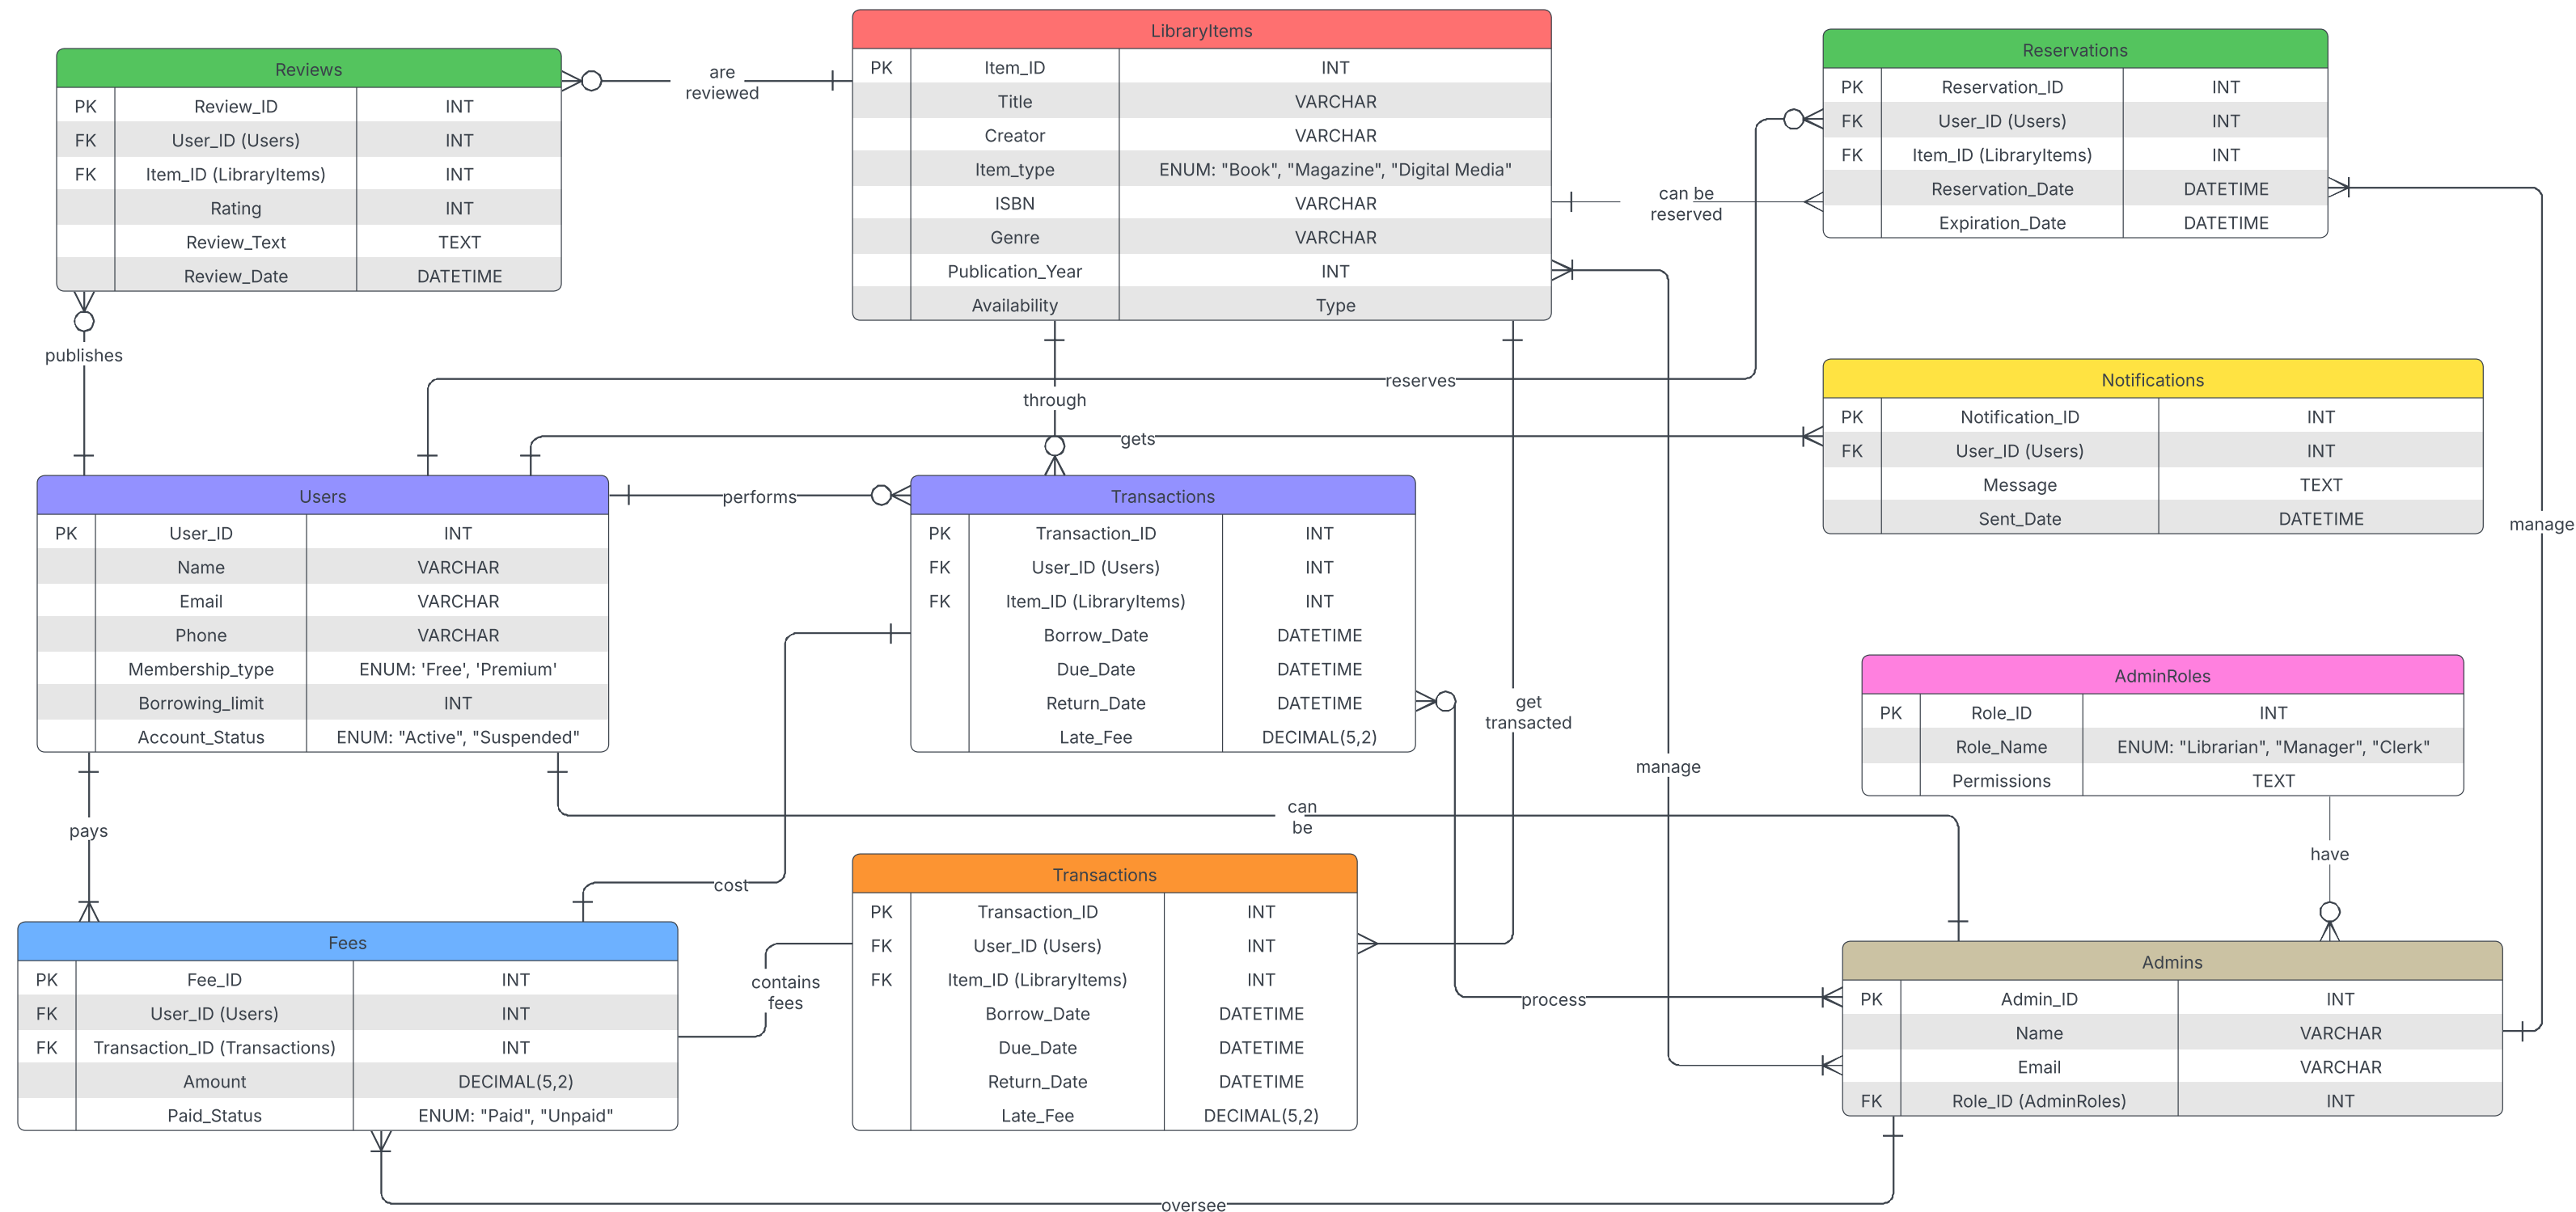 LibraryItems
PK Item_ID INT
Title VARCHAR
Creator VARCHAR
Item_type ENUM: "Book", "Magazine", "Digital Media"
ISBN VARCHAR
Genre VARCHAR
Publication_Year INT
Availability Type
Reviews
PK Review_ID INT
FK User_ID (Users) INT
FK Item_ID (LibraryItems) INT
Rating INT
Review_Text TEXT
Review_Date DATETIME
are
reviewed
Reservations
PK Reservation_ID INT
FK User_ID (Users) INT
FK Item_ID (LibraryItems) INT
Reservation_Date DATETIME
Expiration_Date DATETIME
can be
reserved
publishes
reserves
through
gets
Notifications
PK Notification_ID INT
FK User_ID (Users) INT
Message TEXT
Sent_Date DATETIME
manage
Users
PK User_ID INT
Name VARCHAR
Email VARCHAR
Phone VARCHAR
Membership_type ENUM: 'Free', 'Premium'
Borrowing_limit INT
Account_Status ENUM: "Active", "Suspended"
performs
Transactions
PK Transaction_ID INT
FK User_ID (Users) INT
FK Item_ID (LibraryItems) INT
Borrow_Date DATETIME
Due_Date DATETIME
Return_Date DATETIME
Late_Fee DECIMAL(5,2)
get
transacted
manage
AdminRoles
PK Role_ID INT
Role_Name ENUM: "Librarian", "Manager", "Clerk"
Permissions TEXT
pays
can
be
have
cost
Fees
PK Fee_ID INT
FK User_ID (Users) INT
FK Transaction_ID (Transactions) INT
Amount DECIMAL(5,2)
Paid_Status ENUM: "Paid", "Unpaid"
contains
fees
Transactions
PK Transaction_ID INT
FK User_ID (Users) INT
FK Item_ID (LibraryItems) INT
Borrow_Date DATETIME
Due_Date DATETIME
Return_Date DATETIME
Late_Fee DECIMAL(5,2)
process
Admins
PK Admin_ID INT
Name VARCHAR
Email VARCHAR
FK Role_ID (AdminRoles) INT
oversee